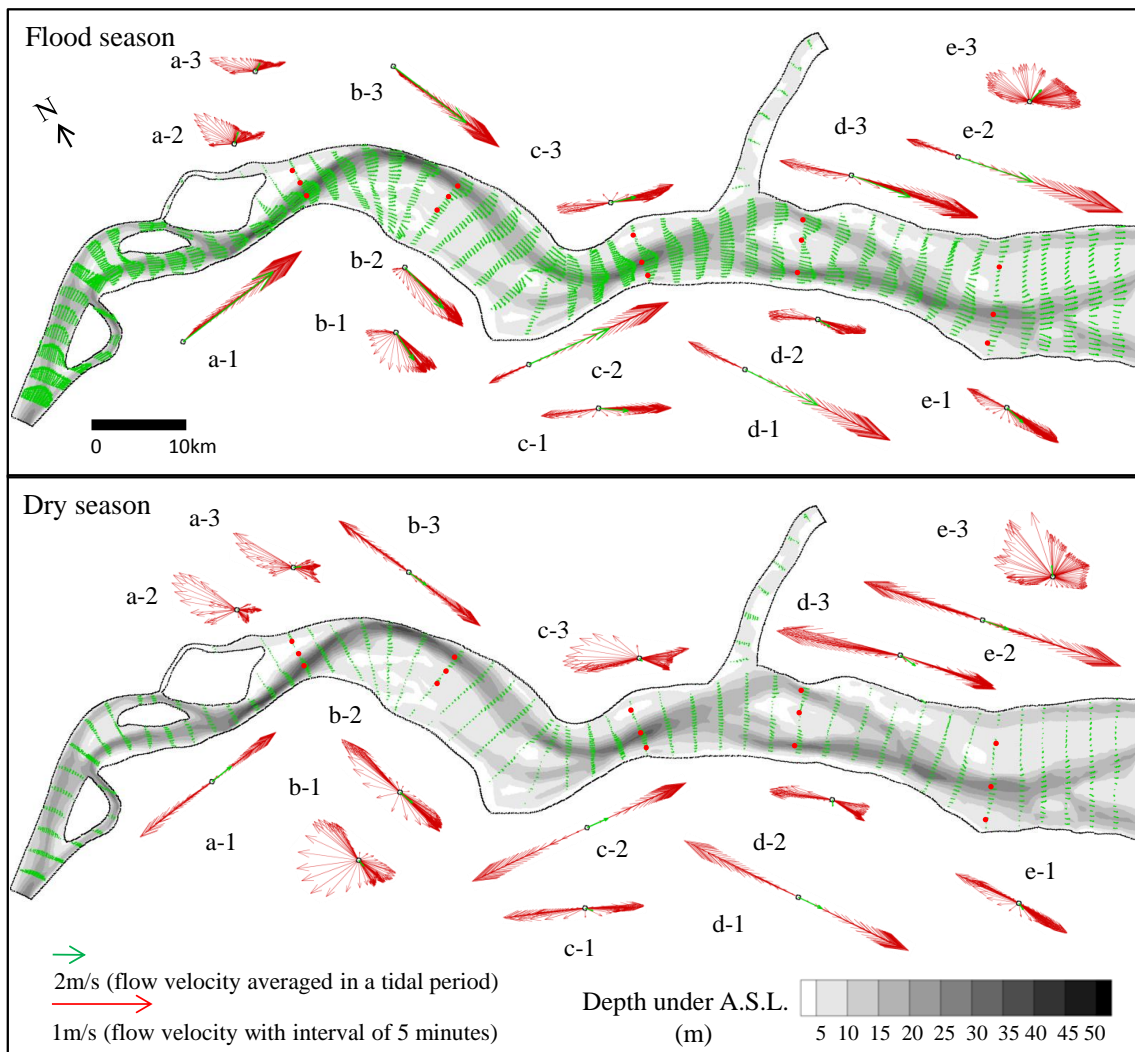 Flood season
a-3
b-3
e-3
N
a-2
c-3
d-3
e-2
b-2
b-1
a-1
c-2
d-2
e-1
c-1
d-1
0 10km
Dry season
a-3
b-3
e-3
a-2
c-3
d-3
e-2
b-2
b-1
a-1
c-2
d-2
e-1
c-1
d-1
2m/s (flow velocity averaged in a tidal period)
1m/s (flow velocity with interval of 5 minutes)
Depth under A.S.L.
(m)
5 10 15 20 25 30 35 40 45 50